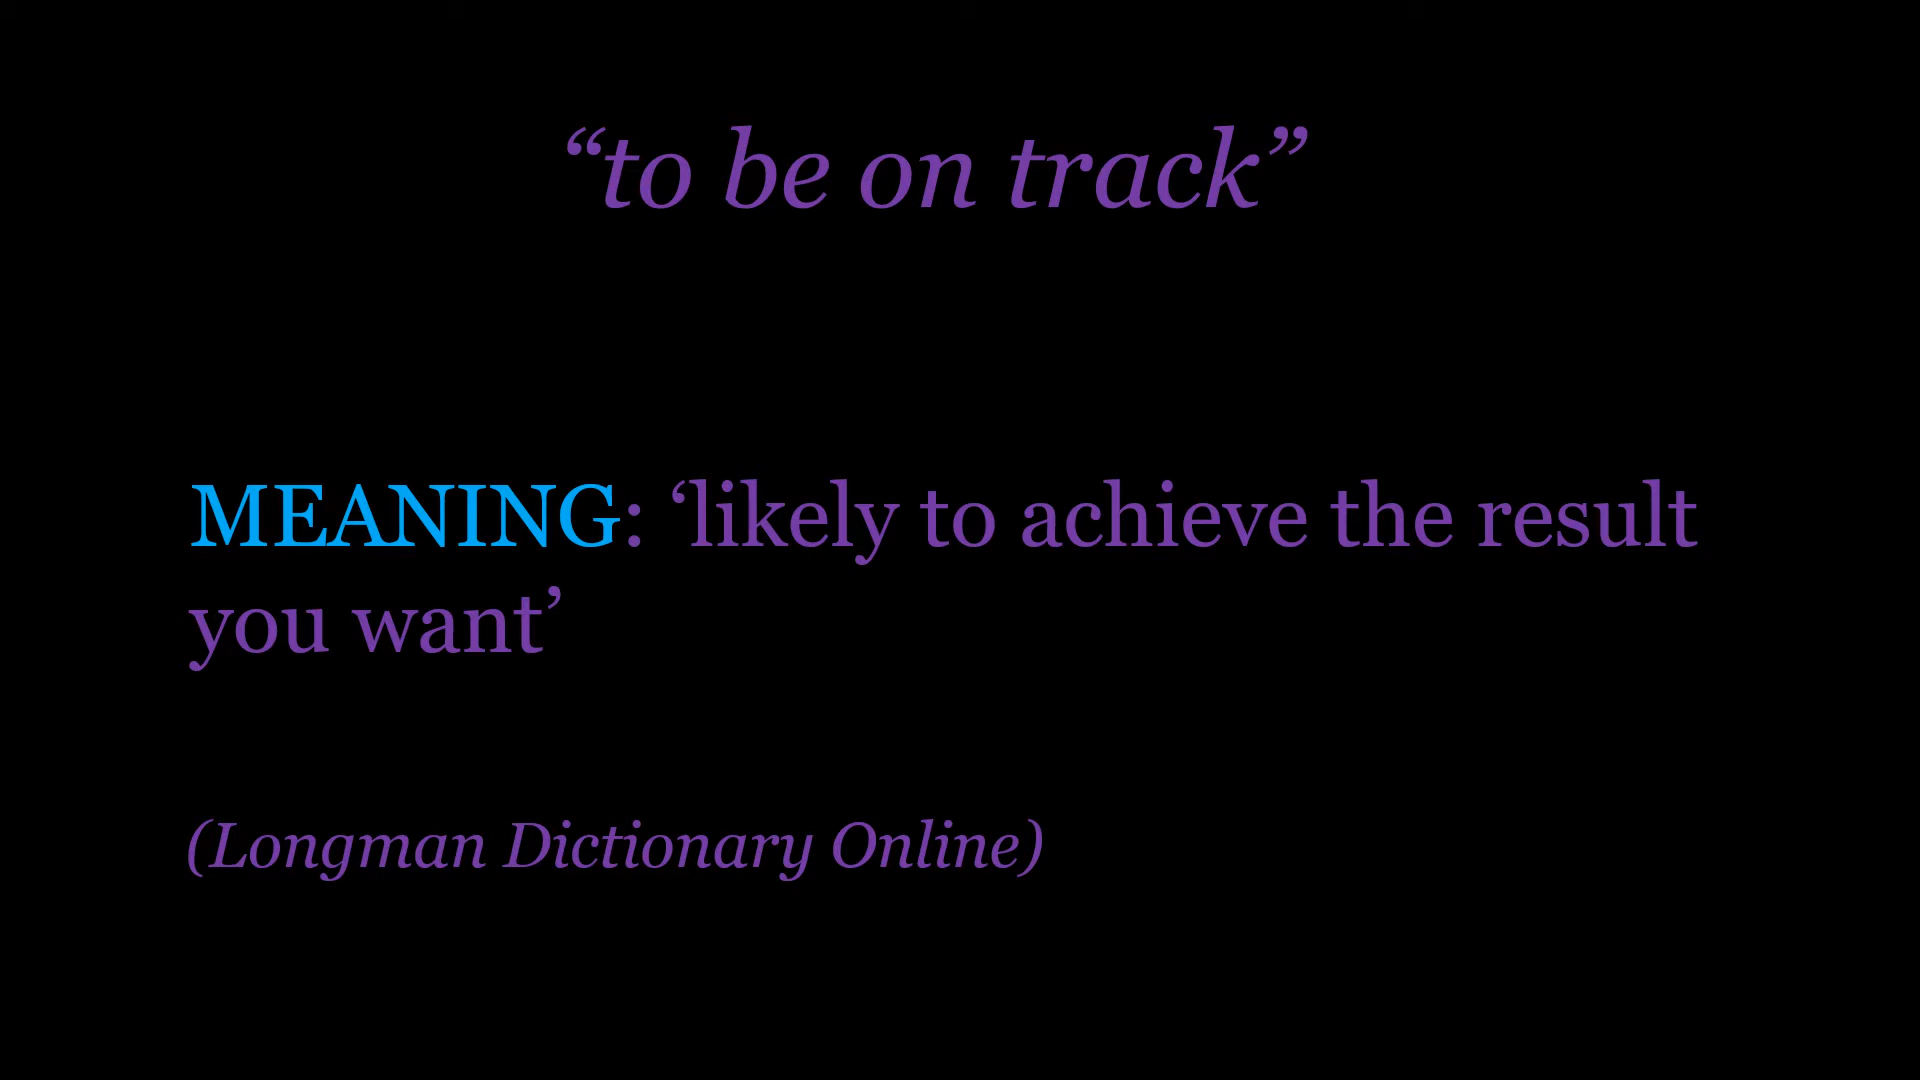 “to be on track”
MEANING: ‘likely to achieve the result
you want’
(Longman Dictionary Online)